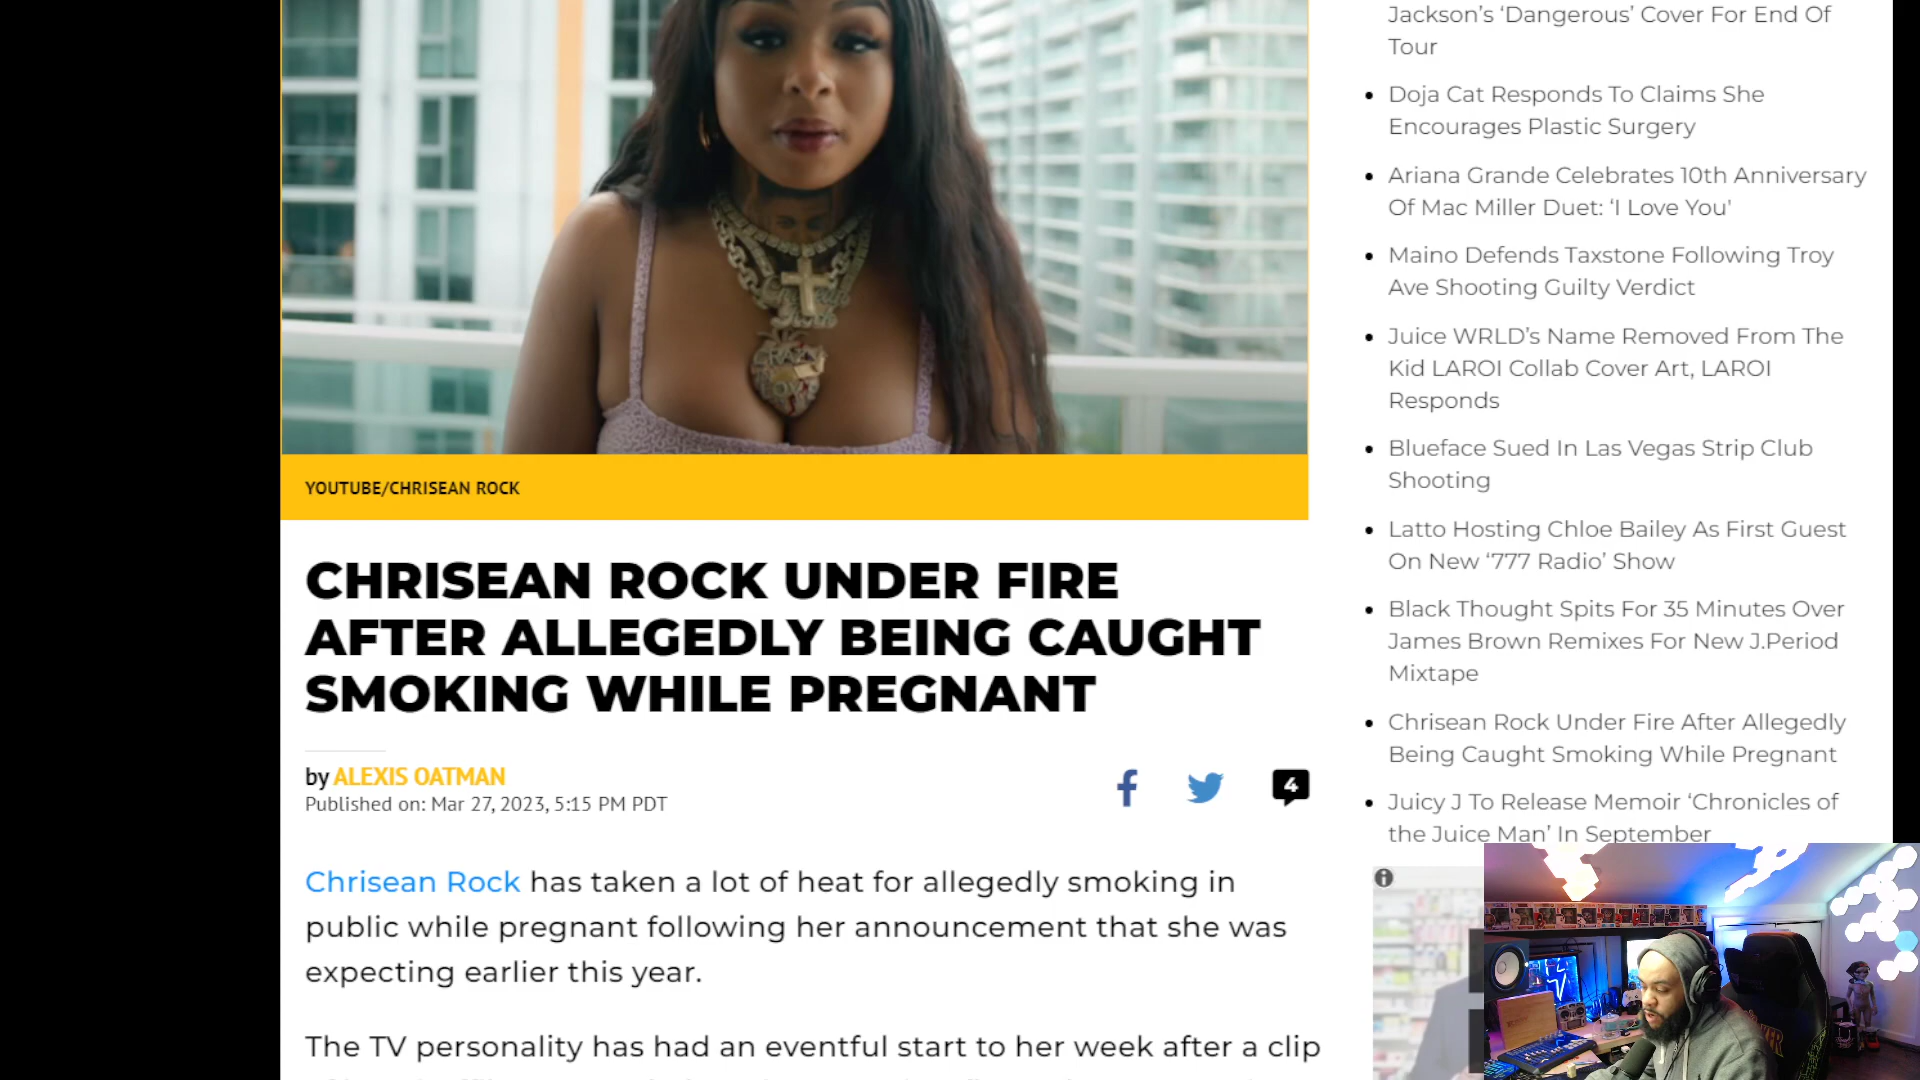 YOUTUBE/CHRISEAN ROCK
CHRISEAN ROCK UNDER FIRE
AFTER ALLEGEDLY BEING CAUGHT
SMOKING WHILE PREGNANT
by ALEXIS OATMAN
Published on: Mar 27, 2023, 5:15 PM PDT
4
Chrisean Rock has taken a lot of heat for allegedly smoking in
public while pregnant following her announcement that she was
expecting earlier this year.
The TV personality has had an eventful start to her week after a clip
Jackson’s ‘Dangerous’ Cover For End Of
Tour
Doja Cat Responds To Claims She
Encourages Plastic Surgery
Ariana Grande Celebrates 10th Anniversary
Of Mac Miller Duet: ‘I Love You'
Maino Defends Taxstone Following Troy
Ave Shooting Guilty Verdict
Juice WRLD’s Name Removed From The
Kid LAROI Collab Cover Art, LAROI
Responds
Blueface Sued In Las Vegas Strip Club
Shooting
Latto Hosting Chloe Bailey As First Guest
On New ‘777 Radio’ Show
Black Thought Spits For 35 Minutes Over
James Brown Remixes For New J.Period
Mixtape
Chrisean Rock Under Fire After Allegedly
Being Caught Smoking While Pregnant
Juicy J To Release Memoir ‘Chronicles of
the Juice Man’ In September